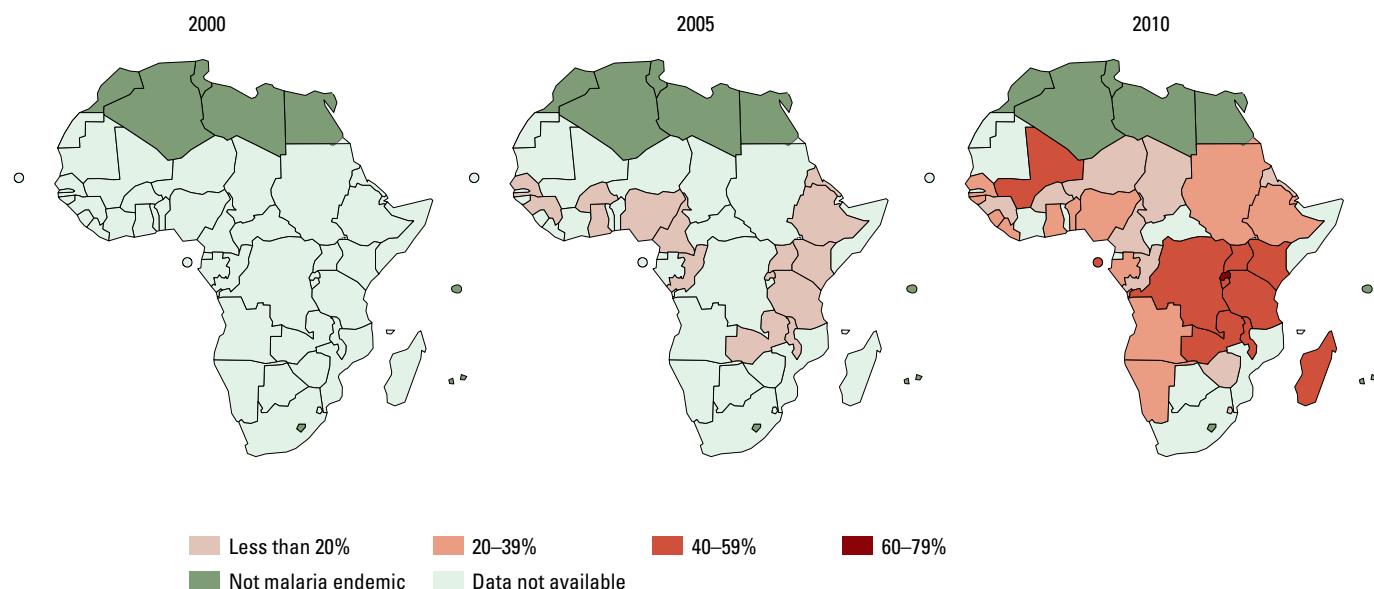 2000
2005
2010
Less than 20%
20–39%
40–59%
60–79%
Not malaria endemic
Data not available